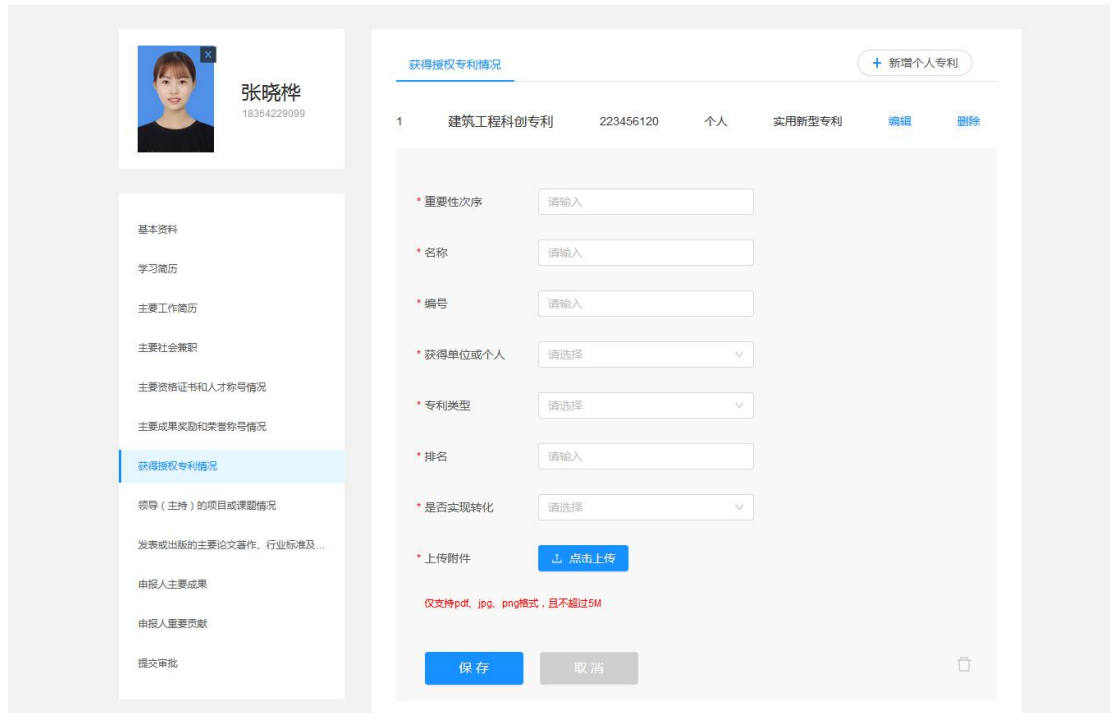 张晓桦
18364229099
基本资料
学习简历
主要工作简历
主要社会兼职
主要资格证书和人才称号情况
主要成果奖励和荣誉称号情况
获得授权专利情况
领导（主持）的项目或课题情况
发表或出版的主要论文著作、行业标准及...
申报人主要成果
申报人重要贡献
提交审批
获得授权专利情况
+ 新增个人专利
1 建筑工程科创专利 223456120 个人 实用新型专利 编辑 删除
* 重要性次序 请输入
* 名称 请输入
* 编号 请输入
* 获得单位或个人 请选择
* 专利类型 请选择
* 排名 请输入
* 是否实现转化 请选择
* 上传附件 点击上传
仅支持pdf、jpg、png格式，且不超过5M
保存 取消